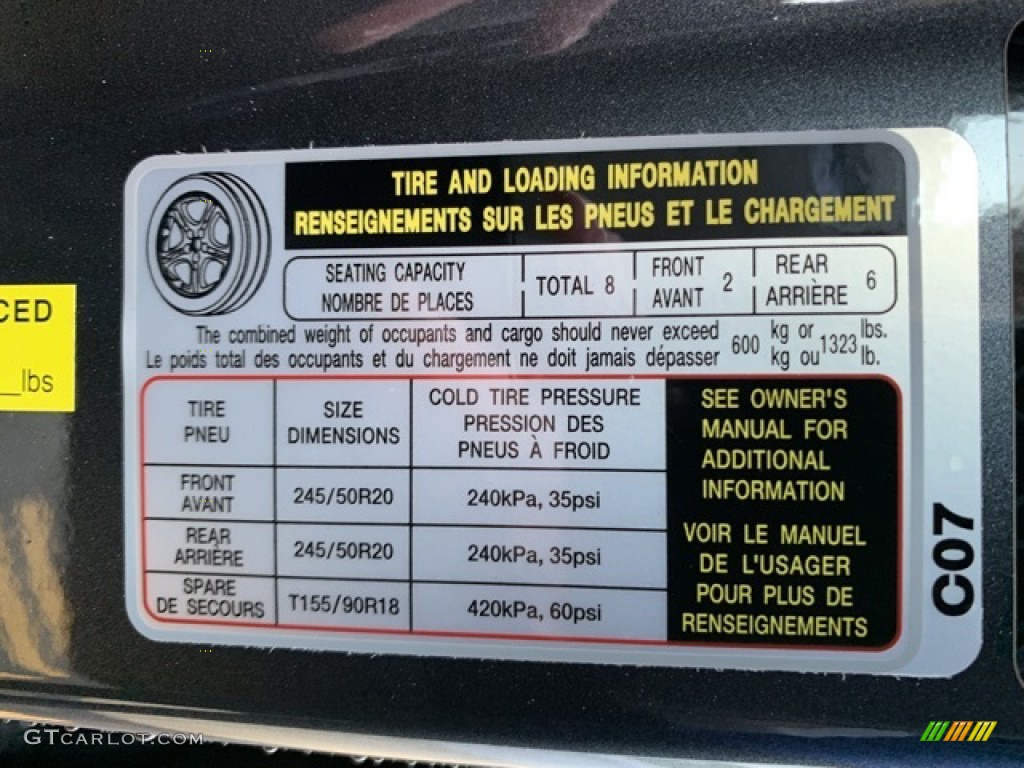 TIRE AND LOADING INFORMATION
RENSEIGNEMENTS SUR LES PNEUS ET LE CHARGEMENT
SEATING CAPACITY
NOMBRE DE PLACES
TOTAL 8
FRONT
AVANT
2
REAR
ARRIÈRE
6
The combined weight of occupants and cargo should never exceed
Le poids total des occupants et du chargement ne doit jamais dépasser
600
kg or
kg ou
1323
lbs.
lb.
CED
_lbs
TIRE
PNEU
SIZE
DIMENSIONS
COLD TIRE PRESSURE
PRESSION DES
PNEUS À FROID
FRONT
AVANT
245/50R20
240kPa, 35psi
REAR
ARRIÈRE
245/50R20
240kPa, 35psi
SPARE
DE SECOURS
T155/90R18
420kPa, 60psi
SEE OWNER'S
MANUAL FOR
ADDITIONAL
INFORMATION
VOIR LE MANUEL
DE L'USAGER
POUR PLUS DE
RENSEIGNEMENTS
C07
GTCARLOT.COM